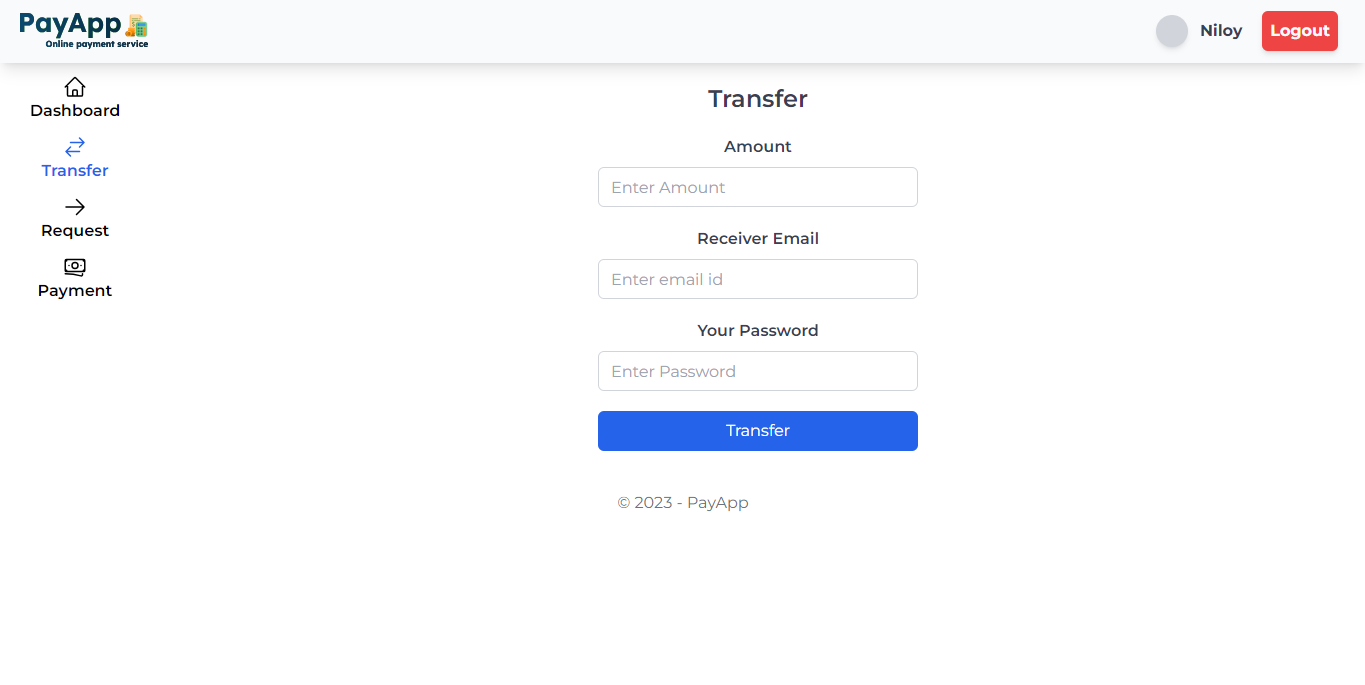 PayApp
Online payment service
Niloy
Logout
Dashboard
Transfer
Request
Payment
Transfer
Amount
Enter Amount
Receiver Email
Enter email id
Your Password
Enter Password
Transfer
© 2023 - PayApp